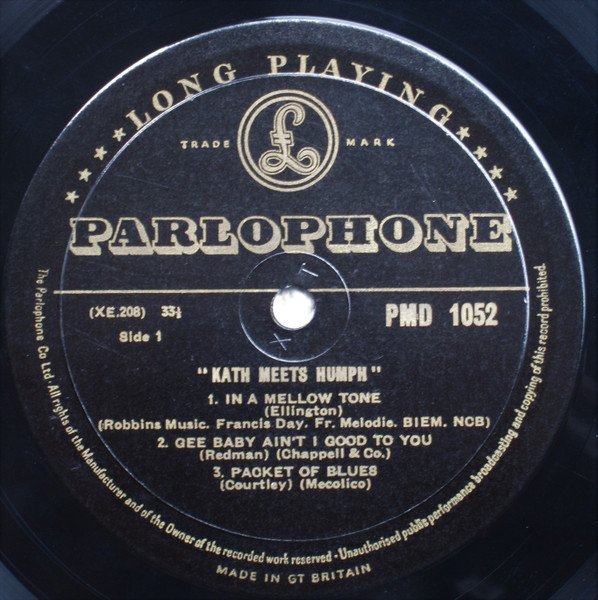 LONG PLAYING
TRADE MARK
£
PARLOPHONE
(XE.208) 33⅓
PMD 1052
Side 1
T
X
"KATH MEETS HUMPH"
1. IN A MELLOW TONE
(Ellington)
(Robbins Music. Francis Day. Fr. Melodie. BIEM. NCB)
2. GEE BABY AIN'T I GOOD TO YOU
(Redman) (Chappell & Co.)
3. PACKET OF BLUES
(Courtley) (Mecolico)
The Parlophone Co Ltd. All rights of the Manufacturer and of the Owner of the recorded work reserved - Unauthorised public performance broadcasting and copying of this record prohibited.
MADE IN GT BRITAIN